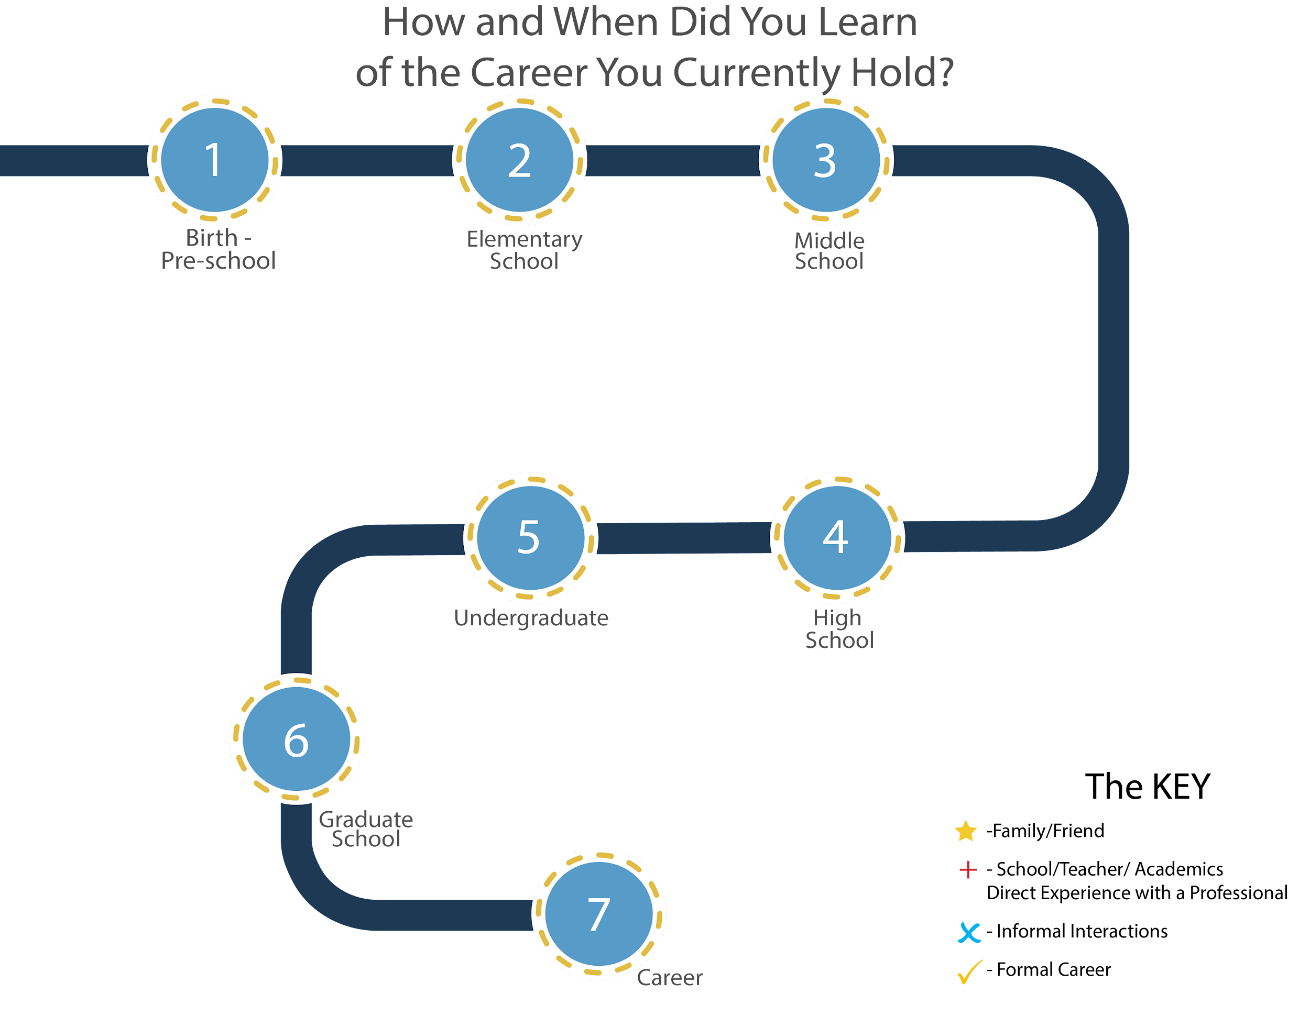 How and When Did You Learn
of the Career You Currently Hold?
1
2
3
Birth -
Pre-school
Elementary
School
Middle
School
5
4
Undergraduate
High
School
6
Graduate
School
7
Career
The KEY
-Family/Friend
- School/Teacher/ Academics
Direct Experience with a Professional
- Informal Interactions
- Formal Career